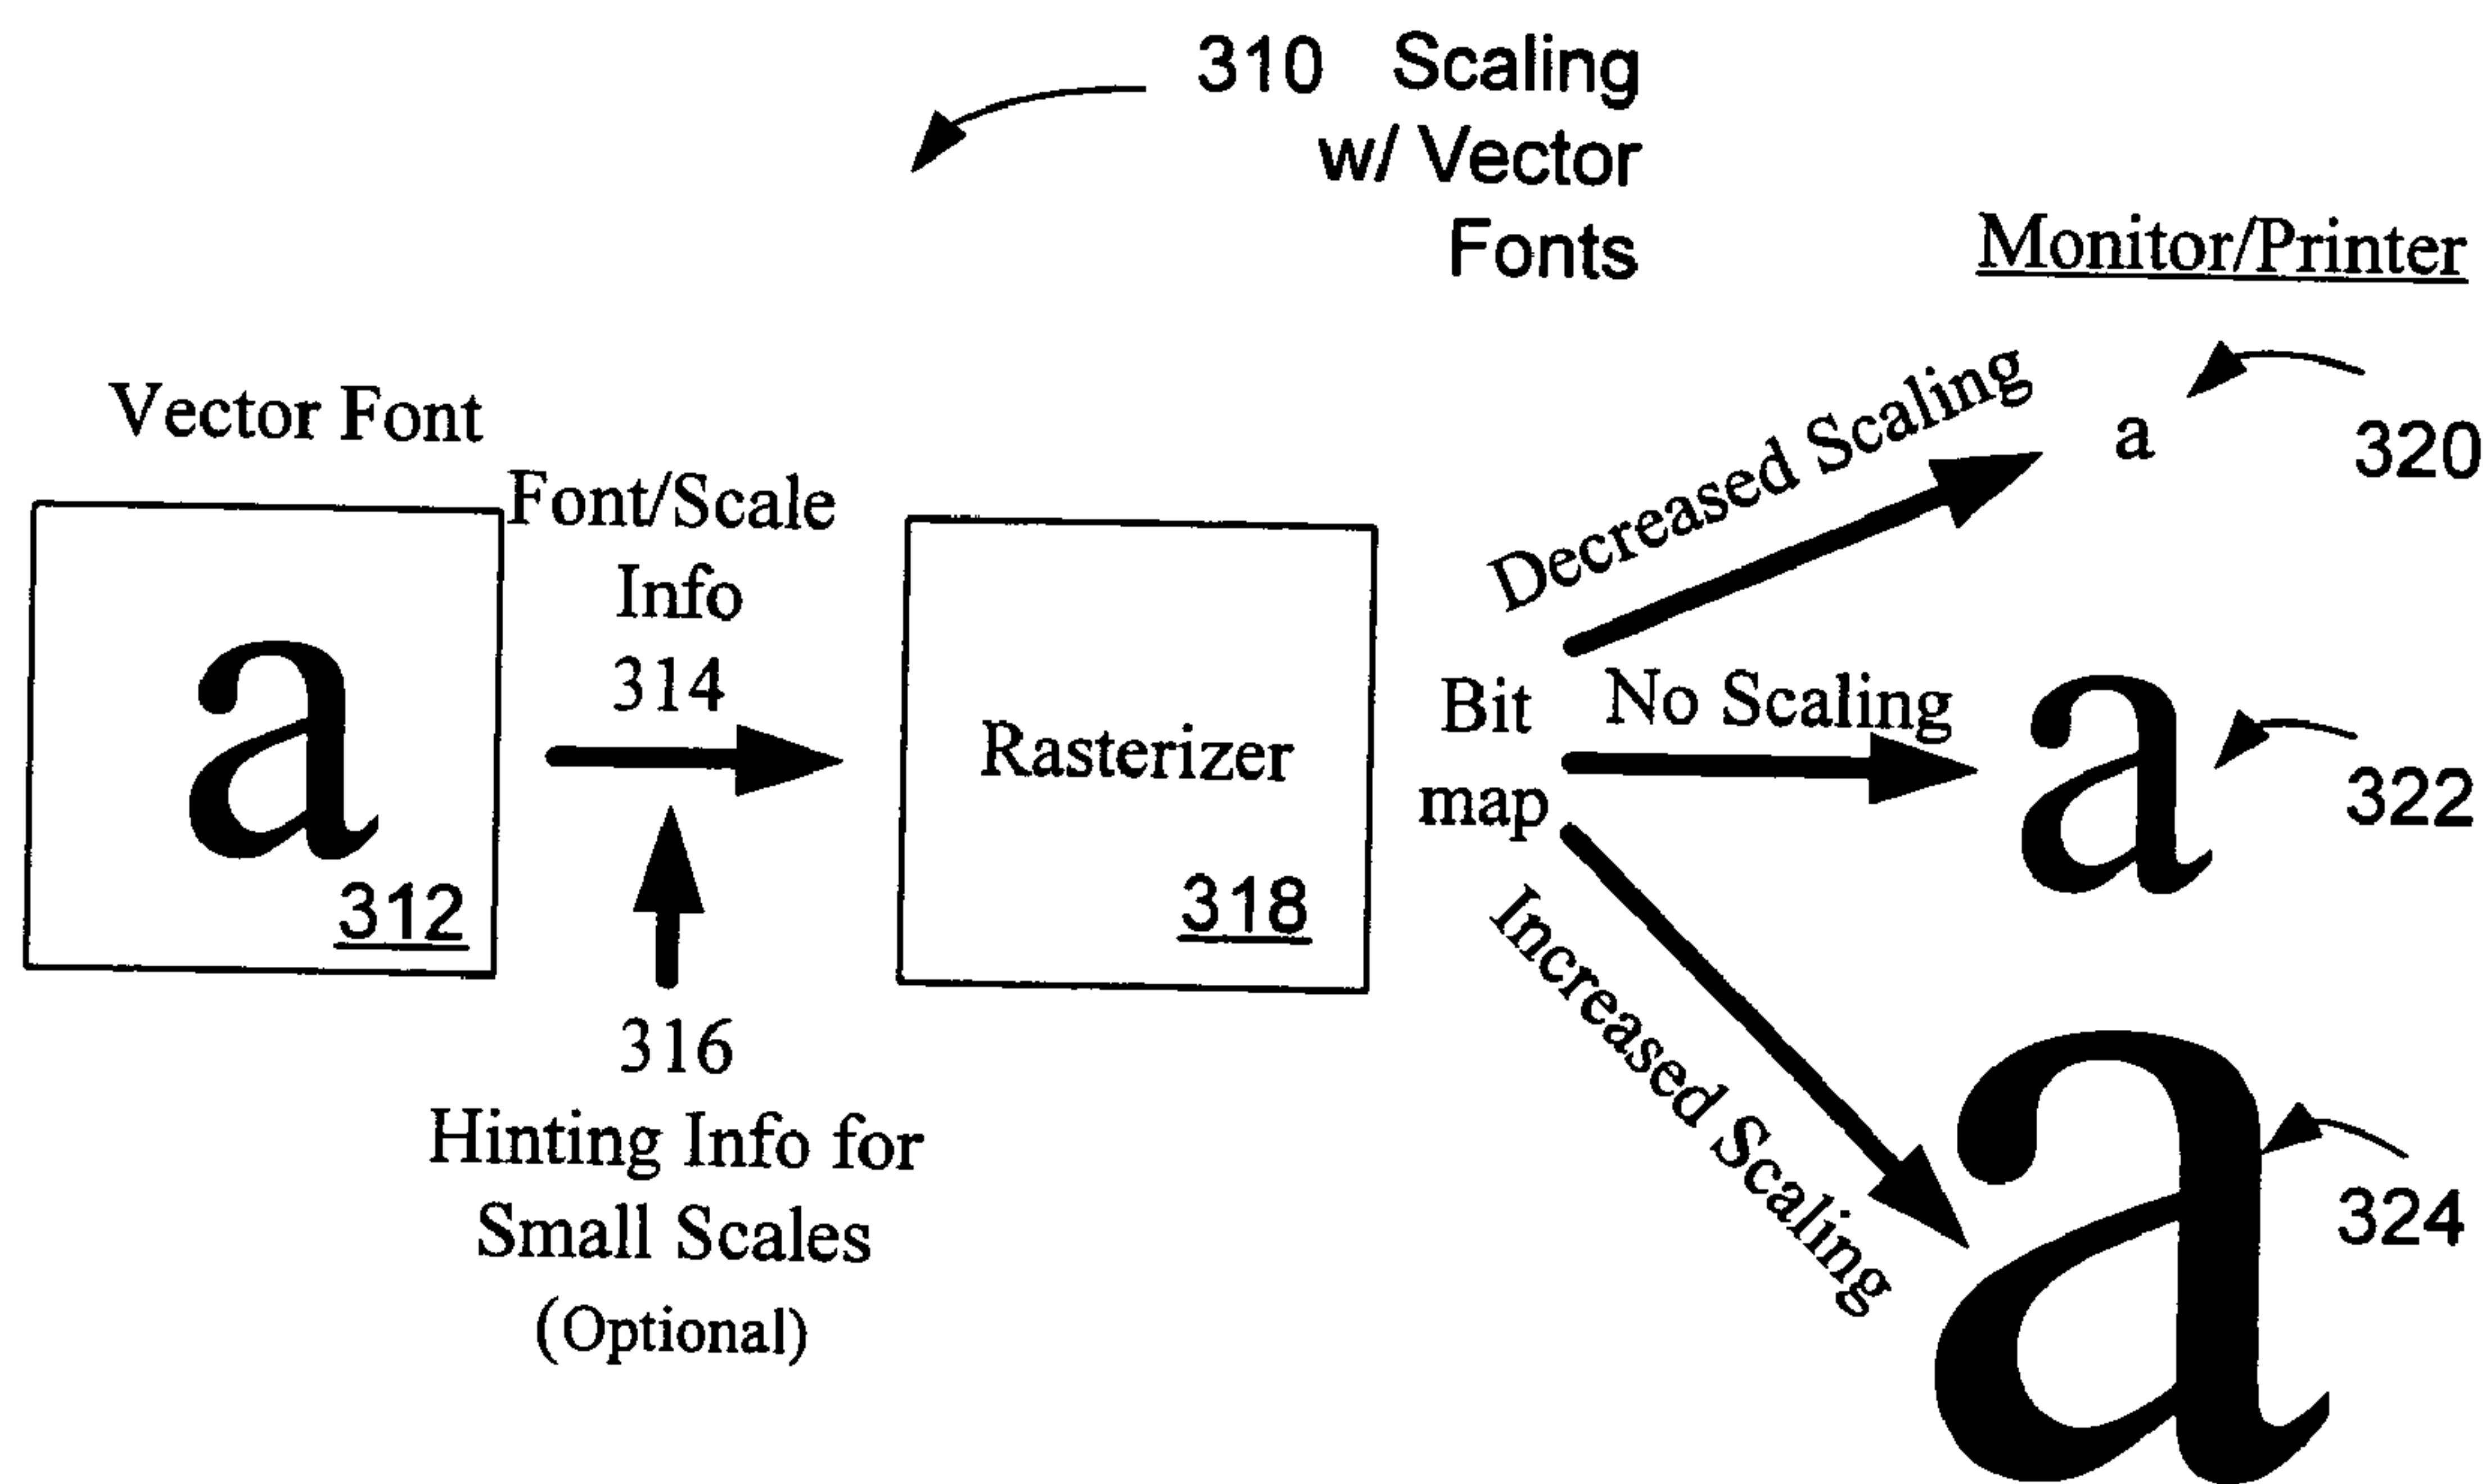 310 Scaling
w/ Vector
Fonts
Monitor/Printer
Vector Font
a
312
Font/Scale
Info
314
316
Hinting Info for
Small Scales
(Optional)
Rasterizer
318
Bit
map
Decreased Scaling
a
320
No Scaling
a
322
Increased Scaling
a
324